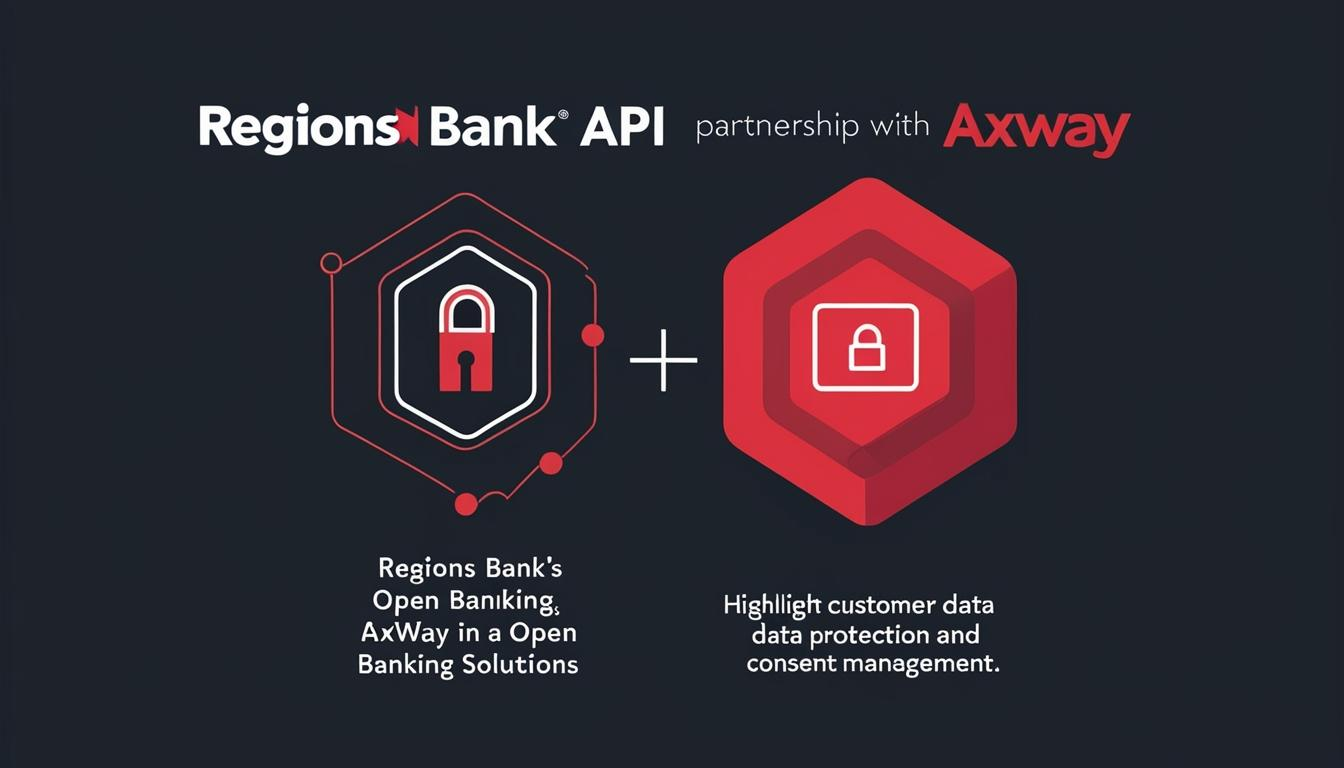 Regions Bank® API partnership with Axway
Regions Bank's
Open Banking,
AxWay in a Open
Banking Solutions
Highlligh customer data
data protection and
consent management.